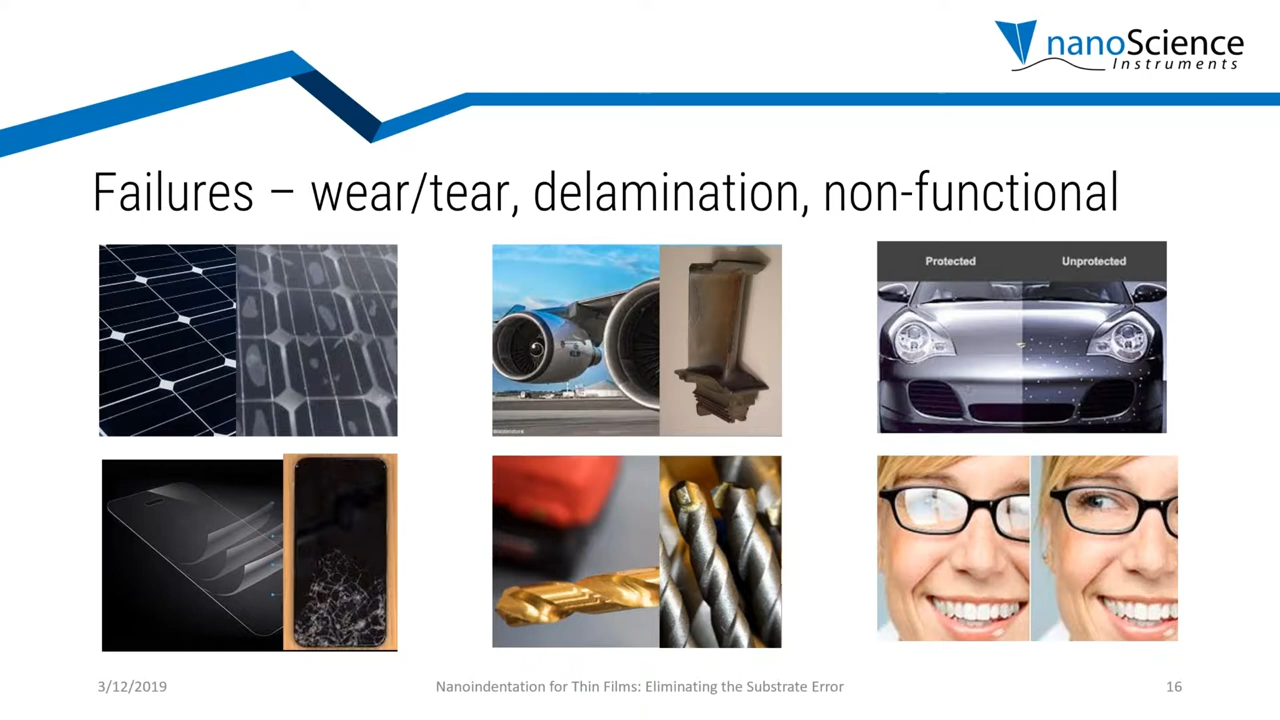 nanoScience
Instruments
Failures – wear/tear, delamination, non-functional
Protected
Unprotected
3/12/2019
Nanoindentation for Thin Films: Eliminating the Substrate Error
16